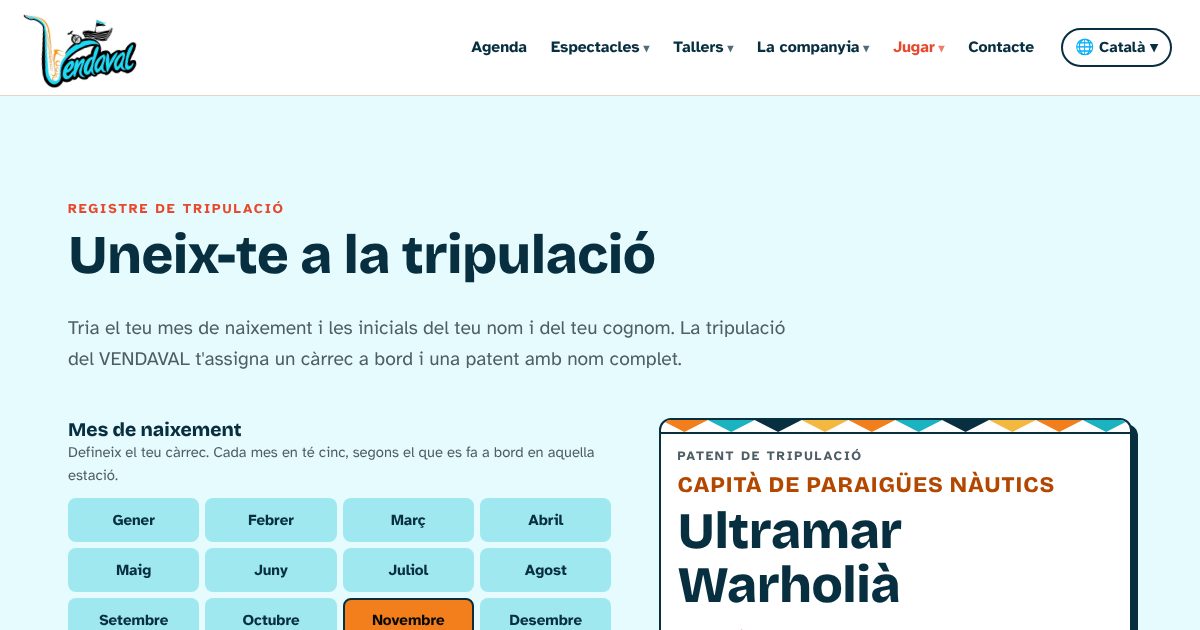 Vendaval
Agenda
Espectacles ▾
Tallers ▾
La companyia ▾
Jugar ▾
Contacte
🌐 Català ▾
REGISTRE DE TRIPULACIÓ
Uneix-te a la tripulació
Tria el teu mes de naixement i les inicials del teu nom i del teu cognom. La tripulació
del VENDAVAL t'assigna un càrrec a bord i una patent amb nom complet.
Mes de naixement
Defineix el teu càrrec. Cada mes en té cinc, segons el que es fa a bord en aquella
estació.
Gener
Febrer
Març
Abril
Maig
Juny
Juliol
Agost
Setembre
Octubre
Novembre
Desembre
PATENT DE TRIPULACIÓ
CAPITÀ DE PARAIGÜES NÀUTICS
Ultramar
Warholià